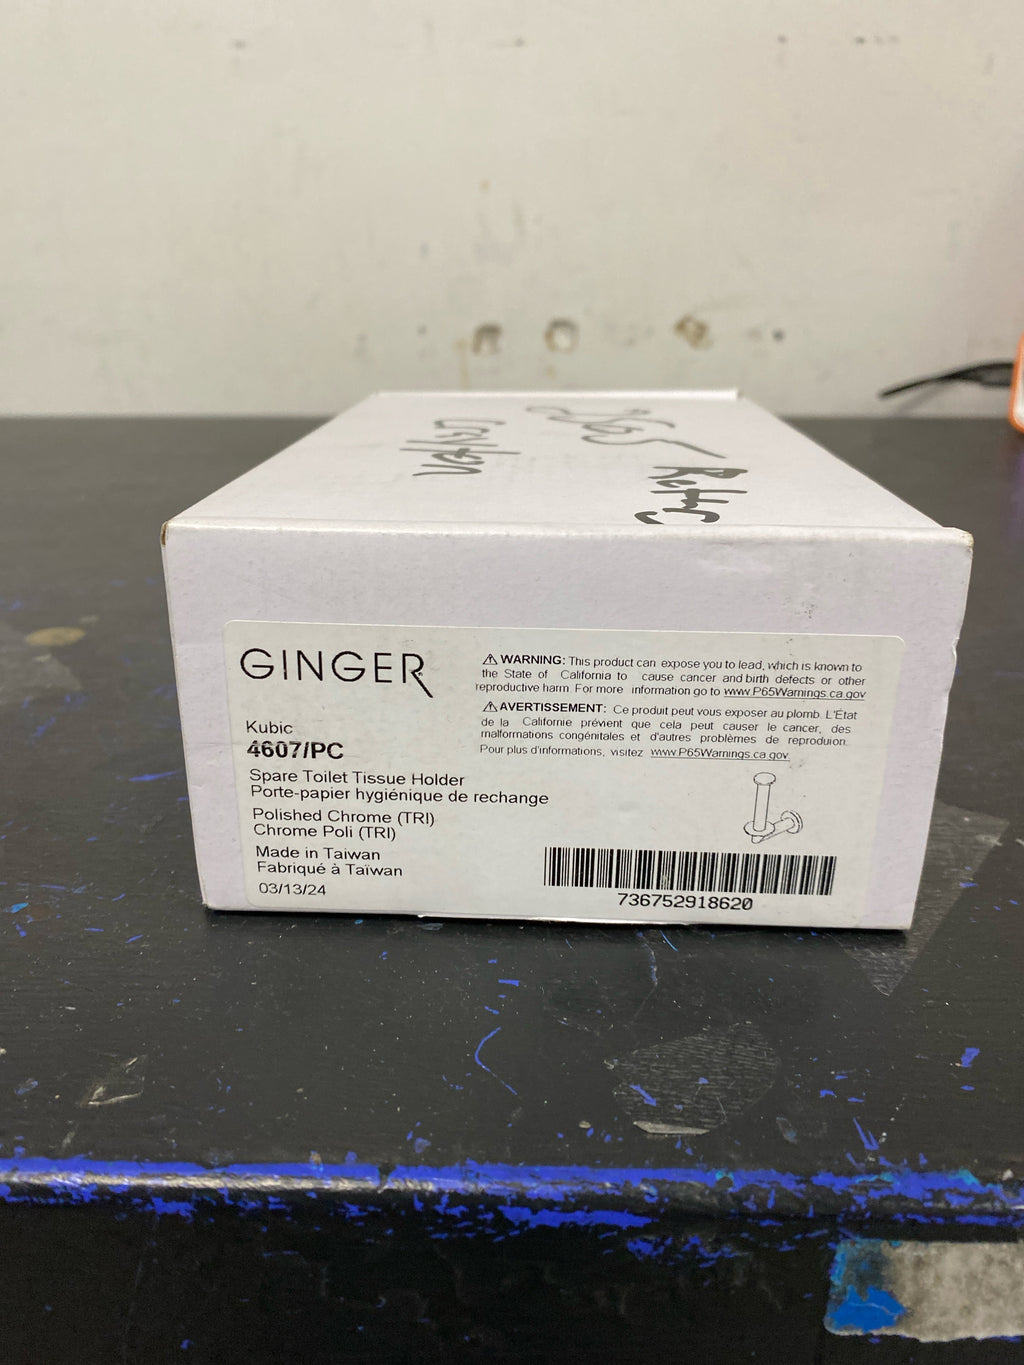 GINGER
Kubic
4607/PC
Spare Toilet Tissue Holder
Porte-papier hygiénique de rechange
Polished Chrome (TRI)
Chrome Poli (TRI)
Made in Taiwan
Fabriqué à Taïwan
03/13/24
⚠ WARNING: This product can expose you to lead, which is known to
the State of California to cause cancer and birth defects or other
reproductive harm. For more information go to www.P65Warnings.ca.gov
⚠ AVERTISSEMENT: Ce produit peut vous exposer au plomb. L'État
de la Californie prévient que cela peut causer le cancer, des
malformations congénitales et d'autres problèmes de reproduion.
Pour plus d'informations, visitez www.P65Warnings.ca.gov.
736752918620